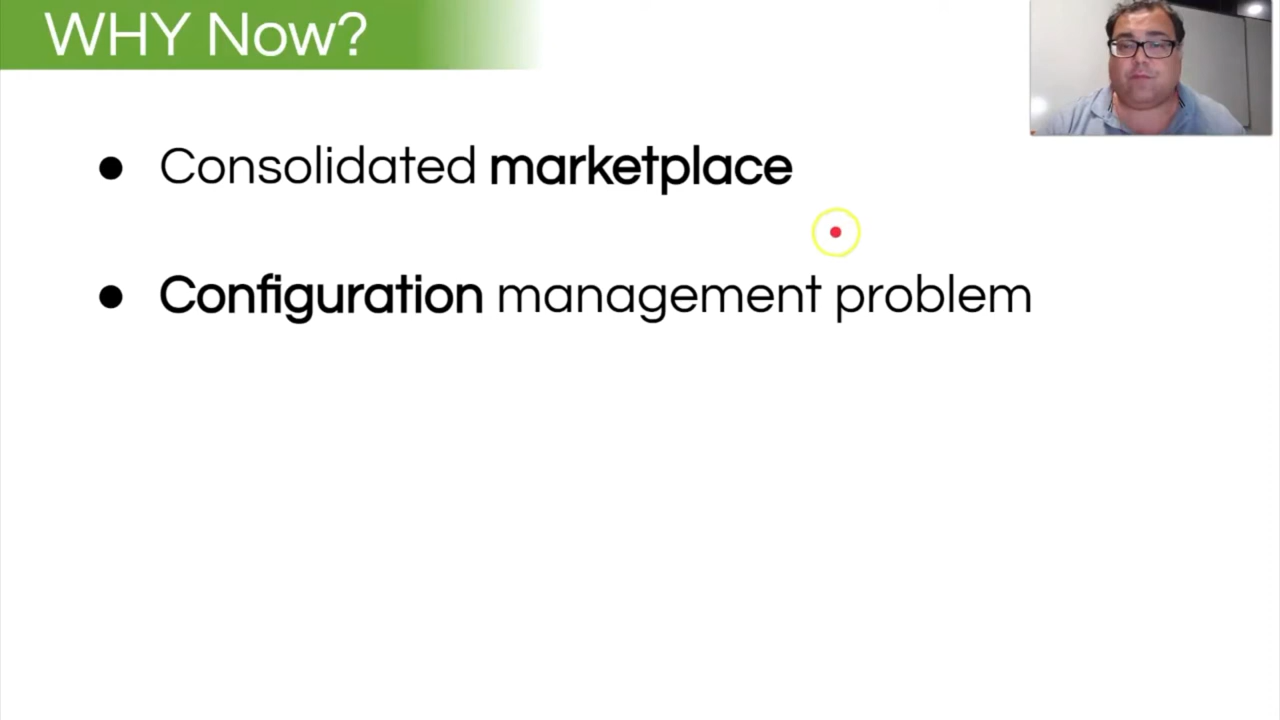 WHY Now?
● Consolidated marketplace
● Configuration management problem